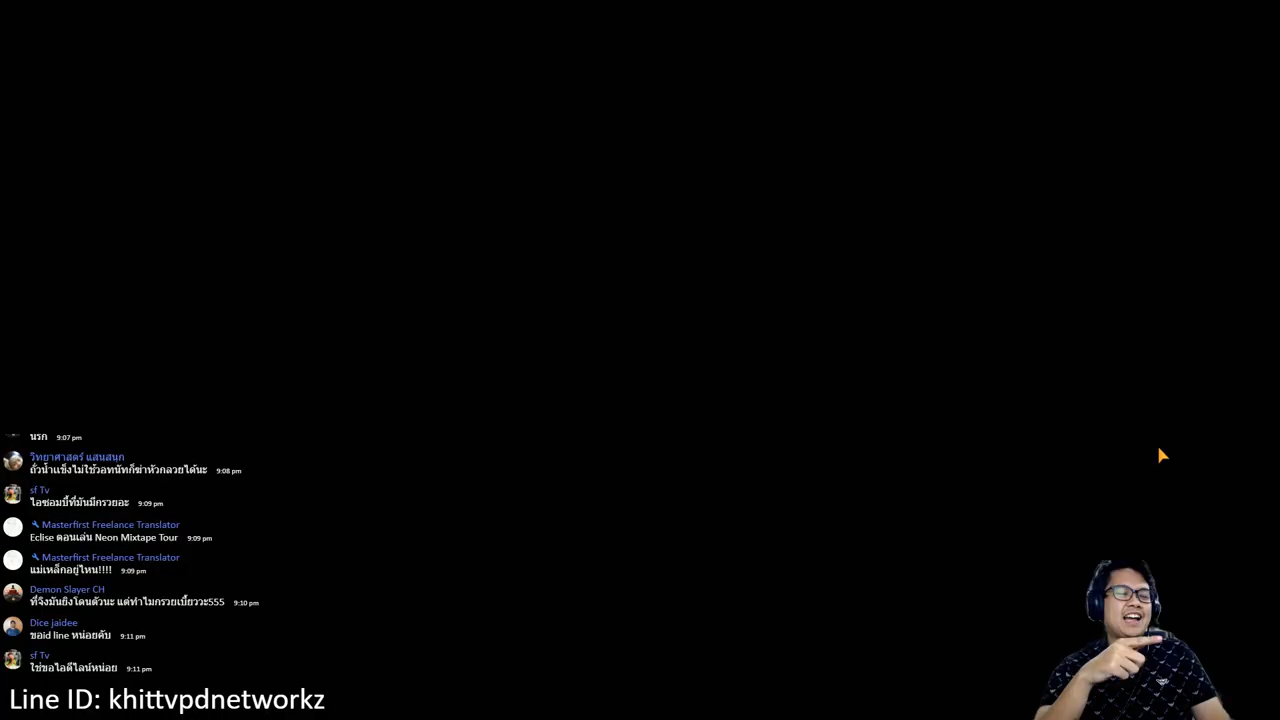 นรก 9:07 pm
วิทยาศาสตร์ แสนสนุก
ถั่วน้ำแข็งไม่ใช้วอทนัทก็ฆ่าหัวกลวยได้นะ 9:08 pm
sf Tv
ไอซอมบี้ที่มันมีกรวยอะ 9:09 pm
Masterfirst Freelance Translator
Eclise ตอนเล่น Neon Mixtape Tour 9:09 pm
Masterfirst Freelance Translator
แม่เหล็กอยู่ไหน!!!! 9:09 pm
Demon Slayer CH
ที่จิงมันยิงโดนตัวนะ แต่ทำไมกรวยเบี้ยววะ555 9:10 pm
Dice jaidee
ขอid line หน่อยคับ 9:11 pm
sf Tv
ใช่ขอไอดีไลน์หน่อย 9:11 pm
Line ID: khittvpdnetworkz